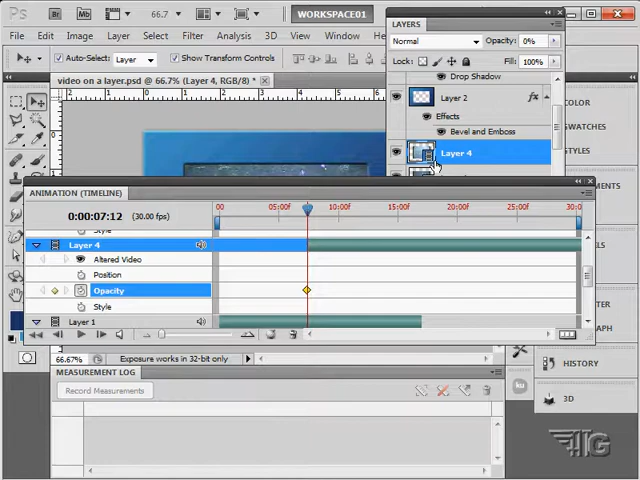 Ps Mb 66.7 WORKSPACE01
File Edit Image Layer Select Filter Analysis 3D View
Auto-Select: Layer Show Transform Controls
video on a layer.psd @ 66.7% (Layer 4, RGB/8) *
LAYERS
Normal Opacity: 0%
Lock: Fill: 100%
Drop Shadow
Layer 2 fx
Effects
Bevel and Emboss
Layer 4
COLOR
SWATCHES
STYLES
ANIMATION (TIMELINE)
0:00:07:12 (30.00 fps)
00 05:00f 10:00f 15:00f 20:00f 25:00f 30:0
Style
Layer 4
Altered Video
Position
Opacity
Style
Layer 1
66.67% Exposure works in 32-bit only
MEASUREMENT LOG
Record Measurements
HISTORY
3D
ku